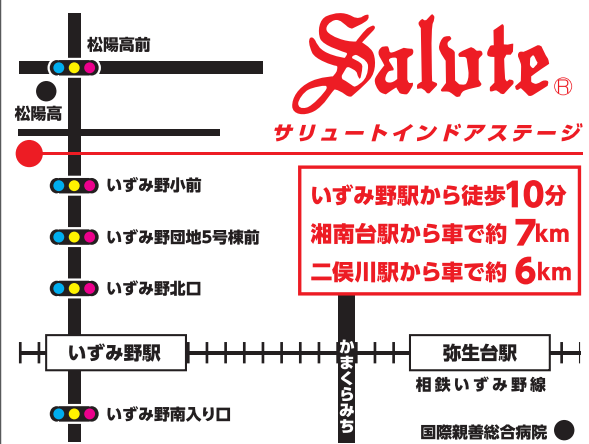 松陽高前
松陽高
Salute®
サリュートインドアステージ
いずみ野駅から徒歩10分
湘南台駅から車で約 7km
二俣川駅から車で約 6km
いずみ野小前
いずみ野団地5号棟前
いずみ野北口
いずみ野駅
かまくらみち
弥生台駅
相鉄いずみ野線
いずみ野南入り口
国際親善総合病院